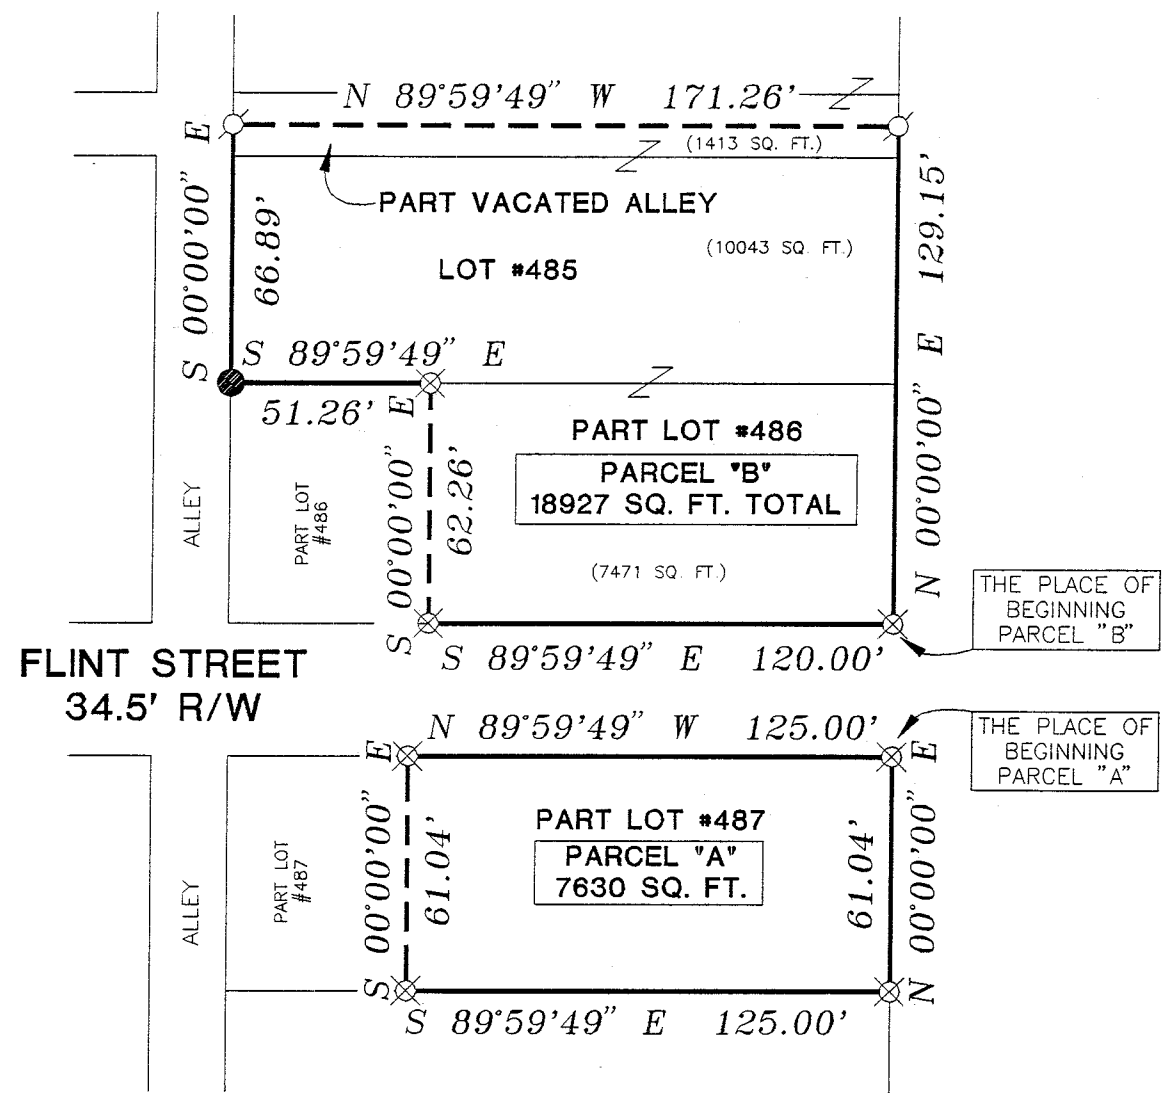 N 89°59'49" W 171.26'
(1413 SQ. FT.)
PART VACATED ALLEY
S 00°00'00" E
66.89'
129.15'
N 00°00'00" E
(10043 SQ. FT.)
LOT #485
S 89°59'49" E
51.26'
S 00°00'00" E
62.26'
PART LOT #486
PARCEL "B"
18927 SQ. FT. TOTAL
(7471 SQ. FT.)
ALLEY
PART LOT
#486
THE PLACE OF
BEGINNING
PARCEL "B"
S 89°59'49" E 120.00'
FLINT STREET
34.5' R/W
N 89°59'49" W 125.00'
THE PLACE OF
BEGINNING
PARCEL "A"
S 00°00'00" E
61.04'
PART LOT #487
PARCEL "A"
7630 SQ. FT.
61.04'
N 00°00'00" E
ALLEY
PART LOT
#487
S 89°59'49" E 125.00'